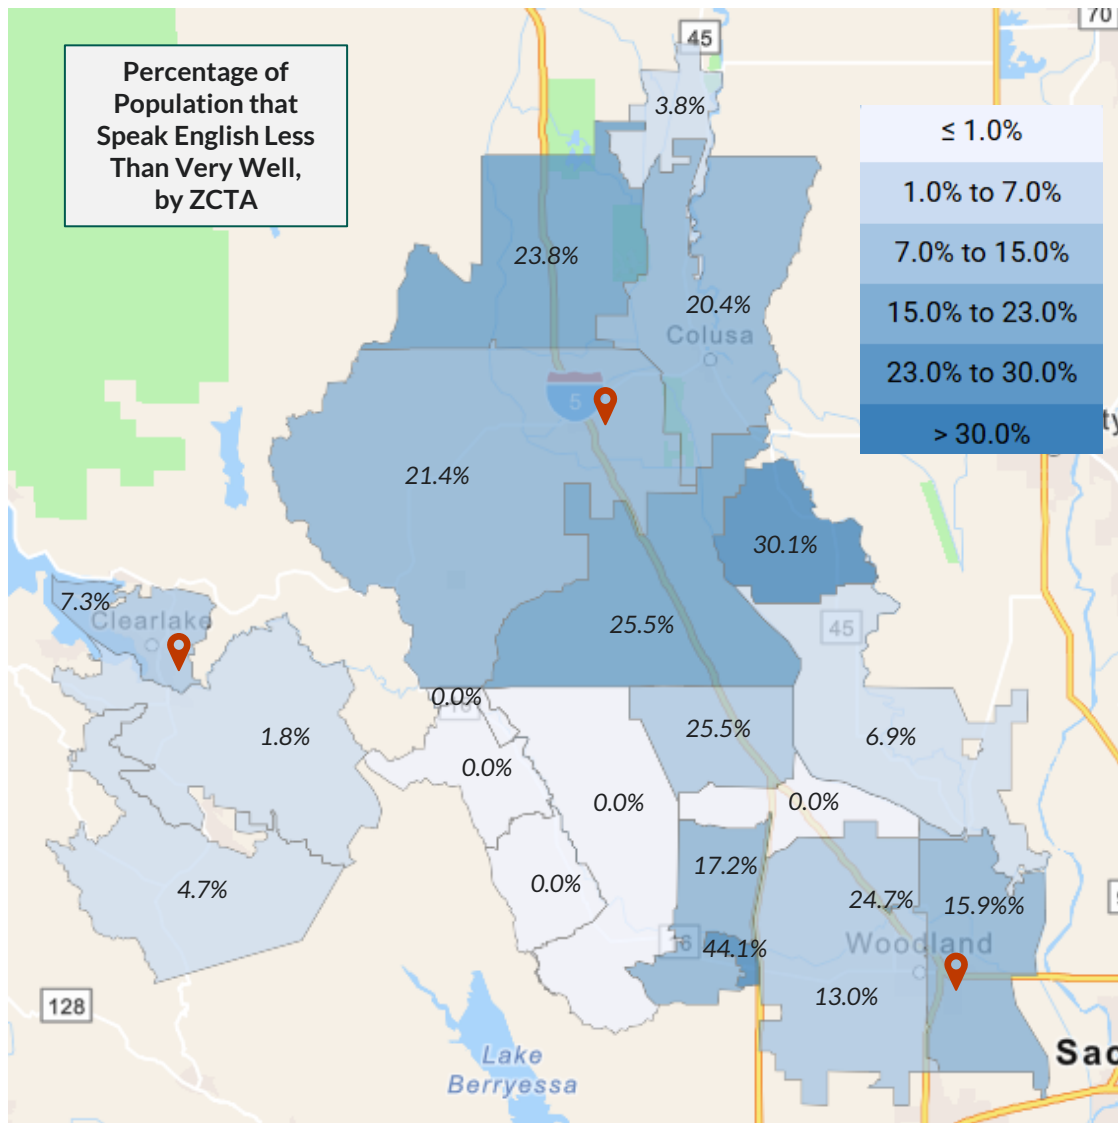 70
45
Percentage of
Population that
Speak English Less
Than Very Well,
by ZCTA
3.8%
≤ 1.0%
1.0% to 7.0%
7.0% to 15.0%
15.0% to 23.0%
23.0% to 30.0%
> 30.0%
23.8%
20.4%
Colusa
5
21.4%
30.1%
7.3%
Clearlake
25.5%
45
0.0%
16
1.8%
25.5%
6.9%
0.0%
0.0%
0.0%
17.2%
4.7%
0.0%
24.7%
15.9%%
16
44.1%
Woodland
13.0%
128
Sac
Lake
Berryessa